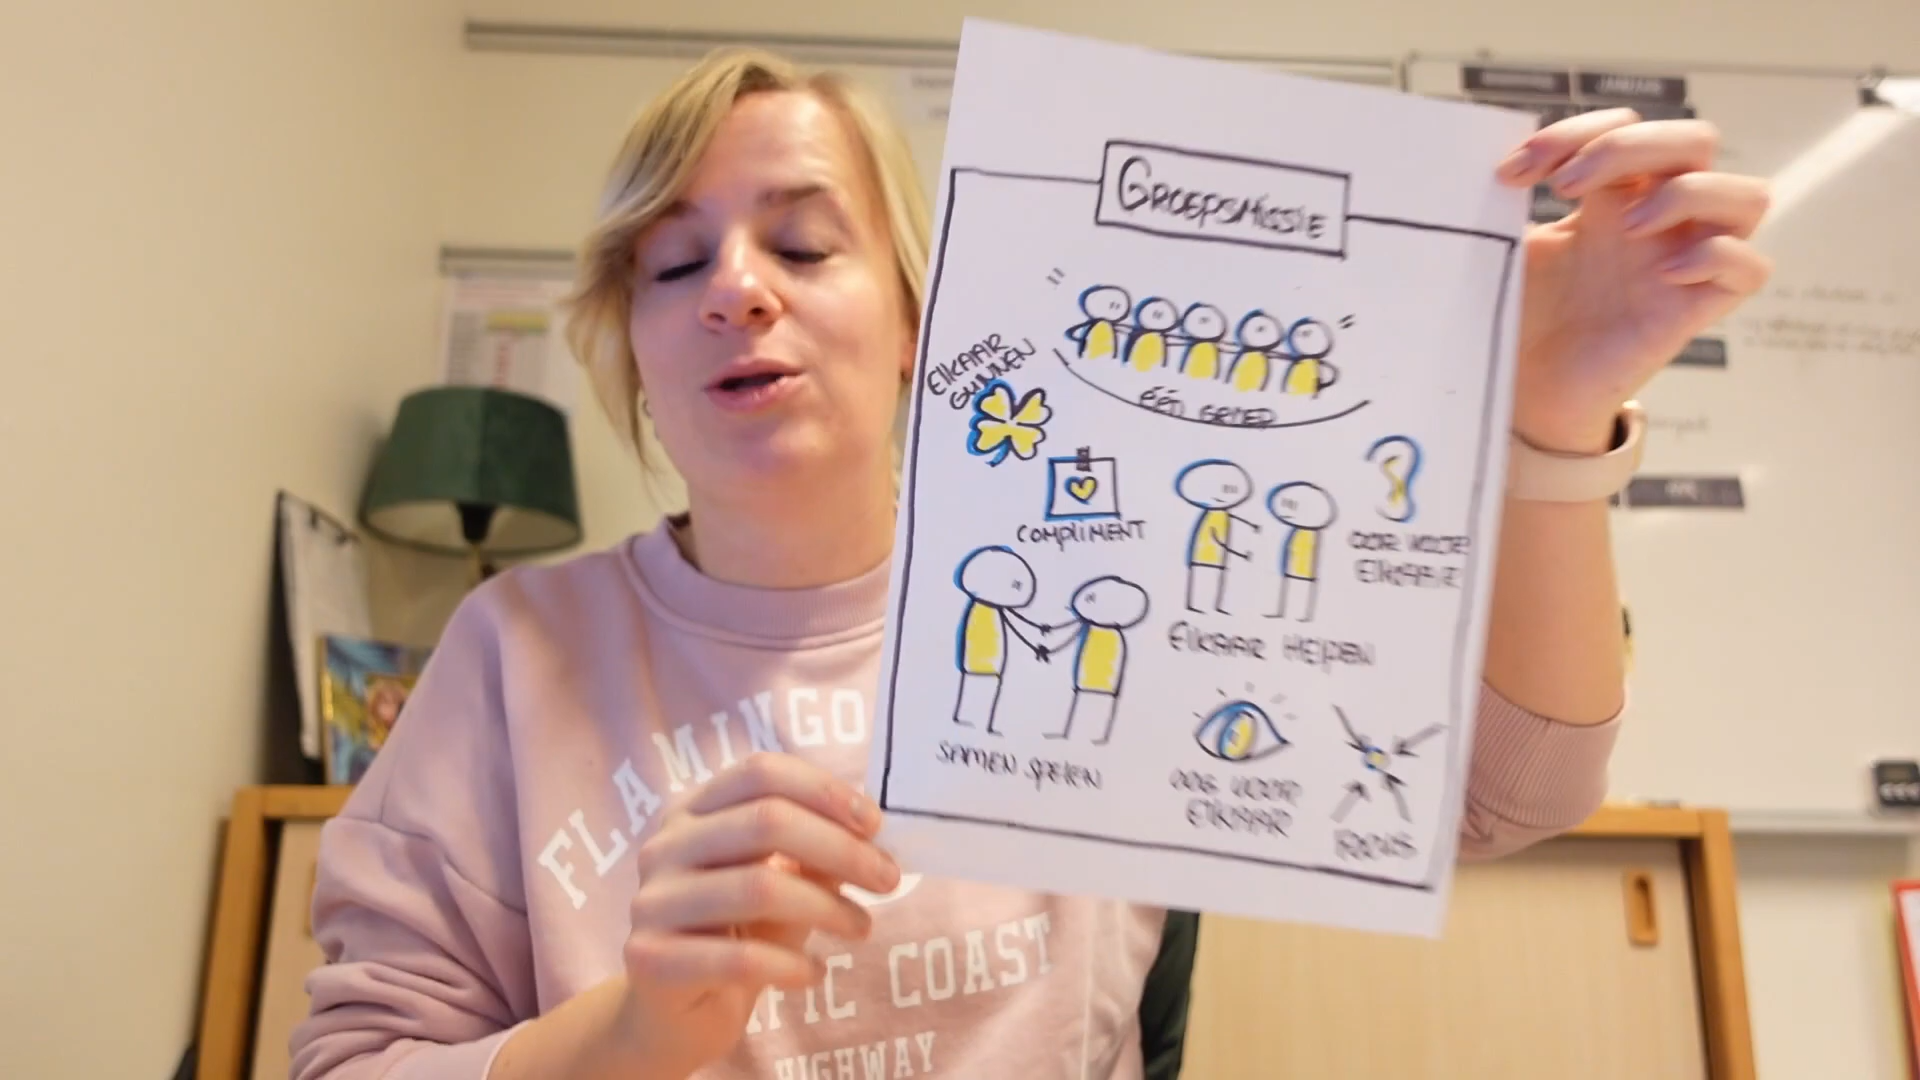 GROEPSMISSIE
ÉÉN GROEP
ElKAAR
GUNNEN
COMPLIMENT
OOR VOOR
ElKAAR
ElKAAR HElPEN
SAMEN SPElEN
OOG VOOR
ElKAAR
FOCUS
FLAMINGO
COAST
HIGHWAY
JANUARI